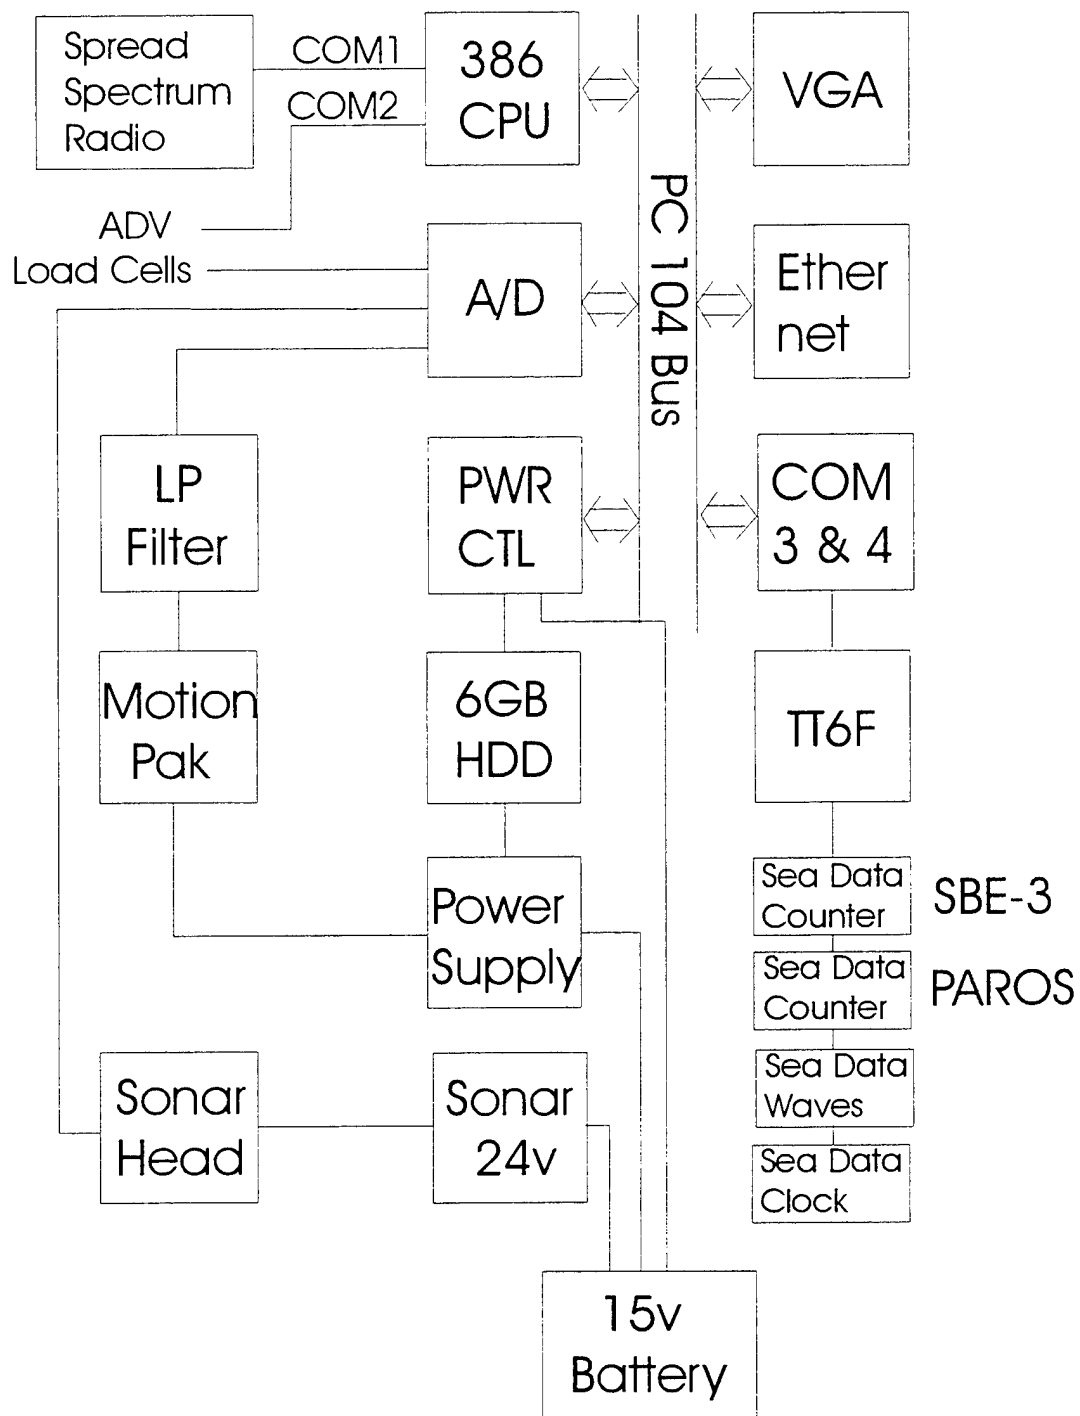 Spread
Spectrum
Radio
COM1
COM2
386
CPU
VGA
PC 104 Bus
ADV
Load Cells
A/D
Ether
net
LP
Filter
PWR
CTL
COM
3 & 4
Motion
Pak
6GB
HDD
TT6F
Power
Supply
Sea Data
Counter
SBE-3
Sea Data
Counter
PAROS
Sea Data
Waves
Sea Data
Clock
Sonar
Head
Sonar
24v
15v
Battery